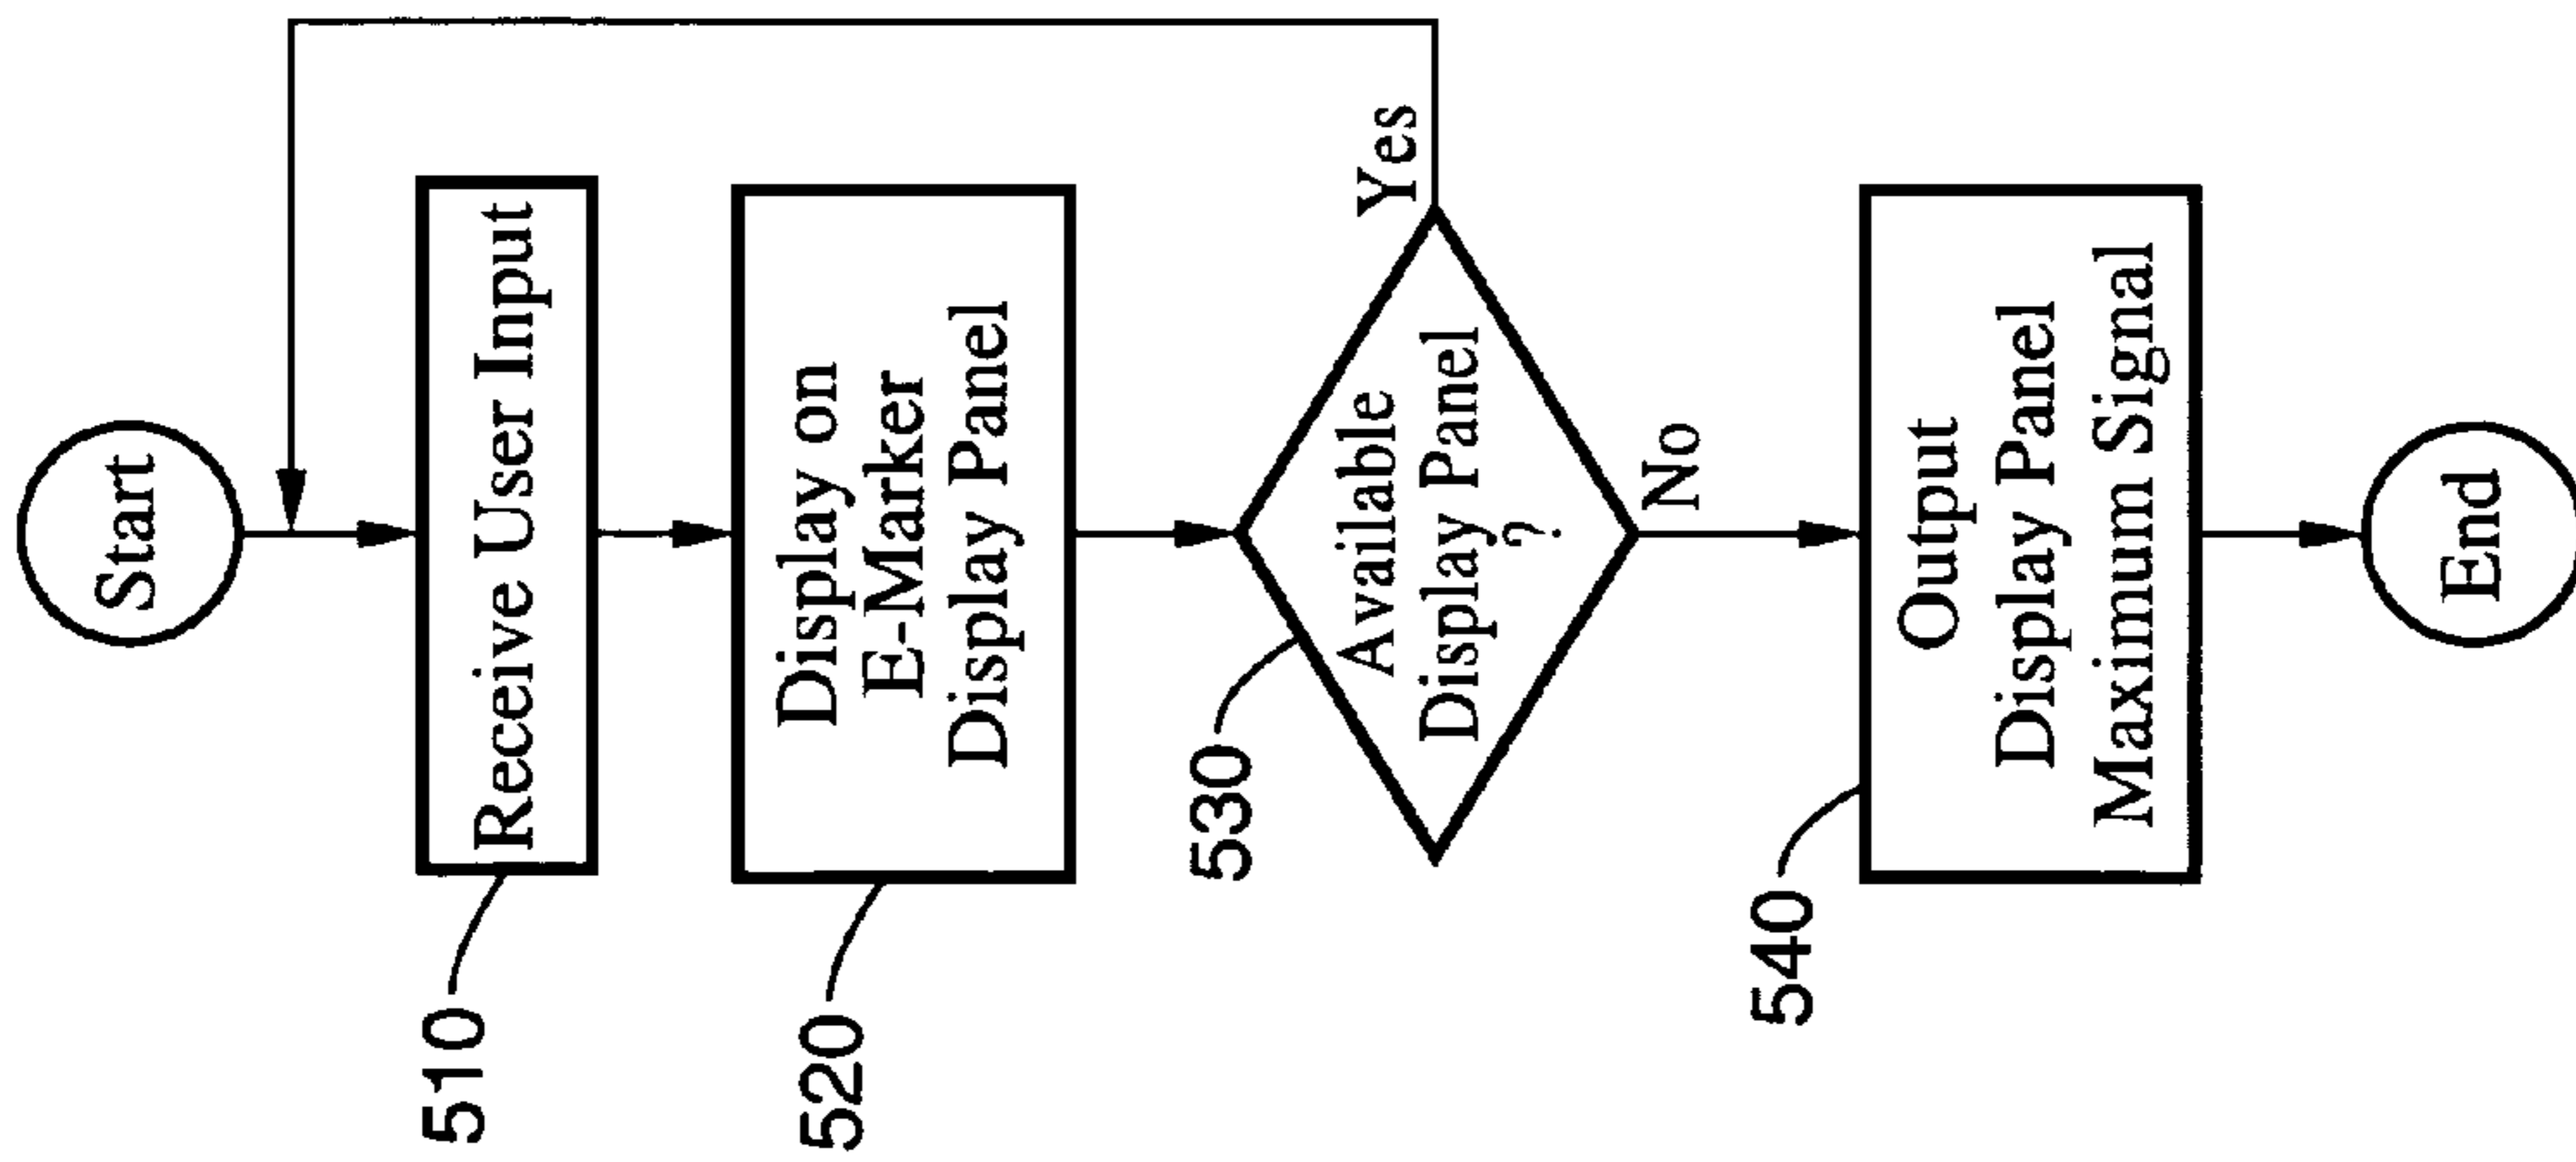 Start
Receive User Input
510
Display on
E-Marker
Display Panel
520
Available
Display Panel
?
530
Yes
No
Output
Display Panel
Maximum Signal
540
End